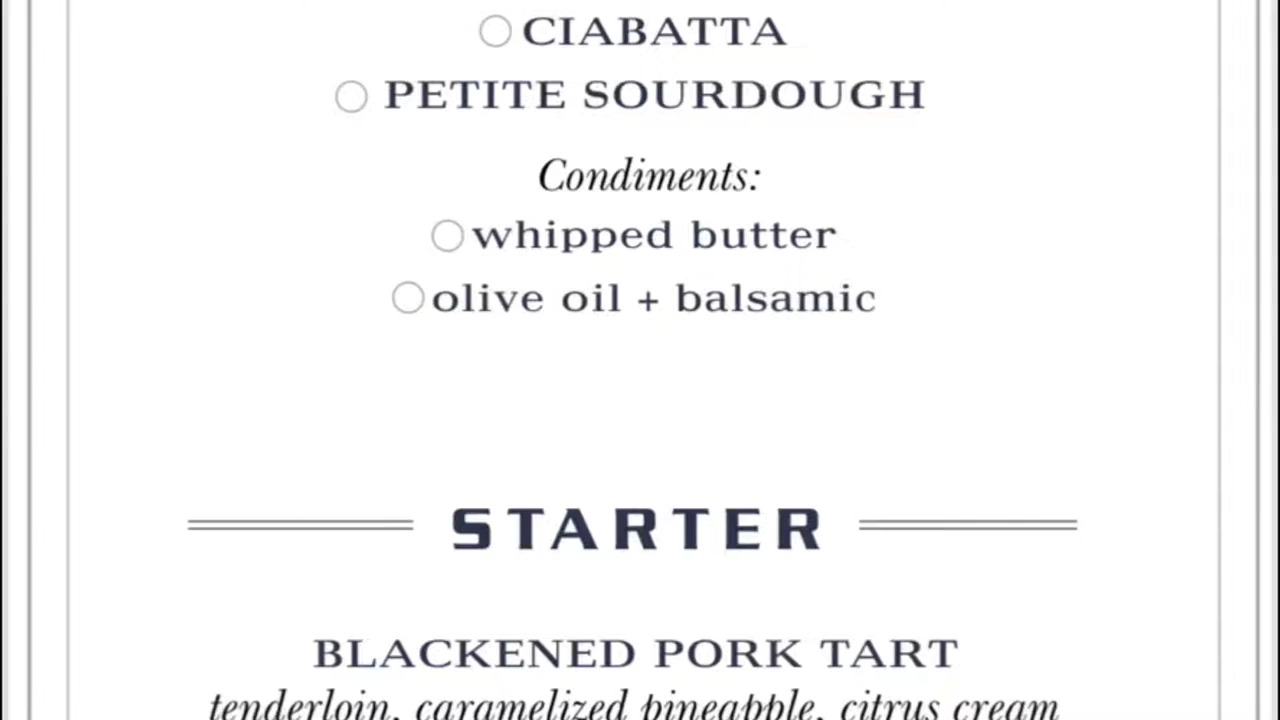 CIABATTA
PETITE SOURDOUGH
Condiments:
whipped butter
olive oil + balsamic
STARTER
BLACKENED PORK TART
tenderloin, caramelized pineapple, citrus cream